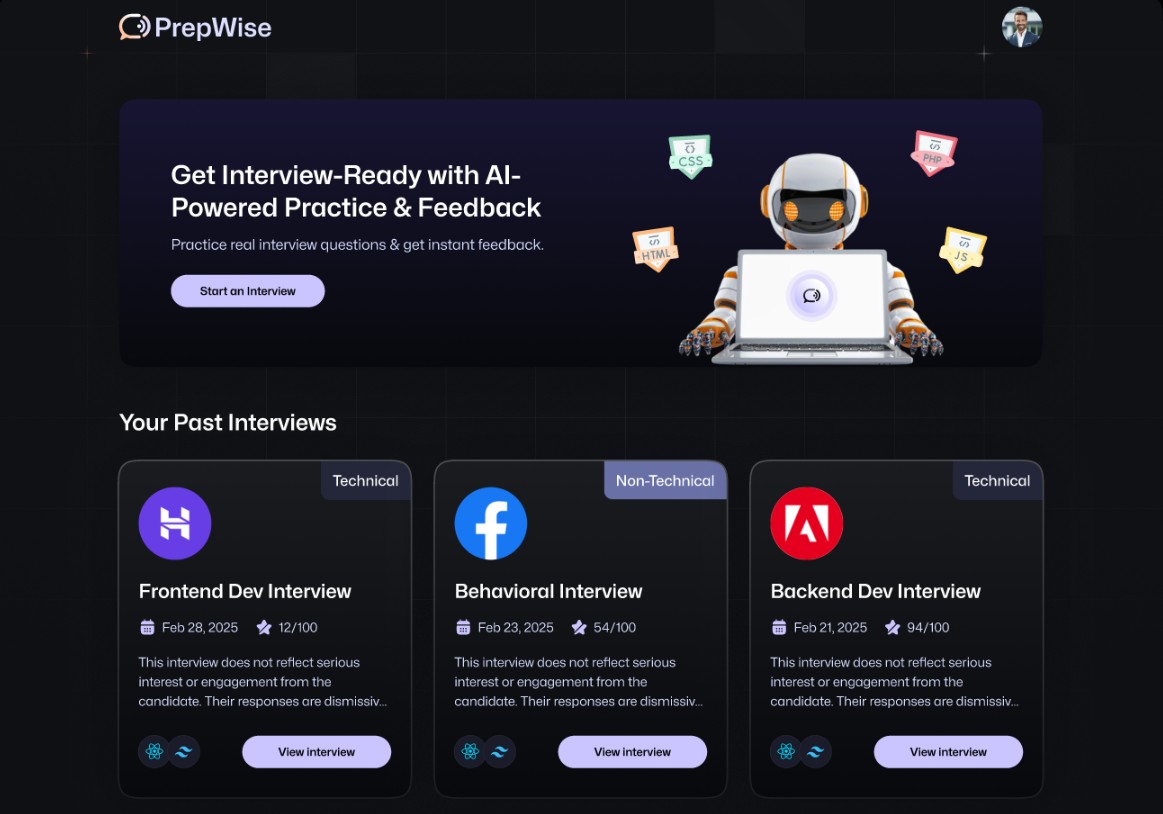 PrepWise
Get Interview-Ready with AI-
Powered Practice & Feedback
Practice real interview questions & get instant feedback.
Start an Interview
CSS
PHP
HTML
JS
Your Past Interviews
Technical
Frontend Dev Interview
Feb 28, 2025 12/100
This interview does not reflect serious
interest or engagement from the
candidate. Their responses are dismissiv...
View interview
Non-Technical
Behavioral Interview
Feb 23, 2025 54/100
This interview does not reflect serious
interest or engagement from the
candidate. Their responses are dismissiv...
View interview
Technical
Backend Dev Interview
Feb 21, 2025 94/100
This interview does not reflect serious
interest or engagement from the
candidate. Their responses are dismissiv...
View interview